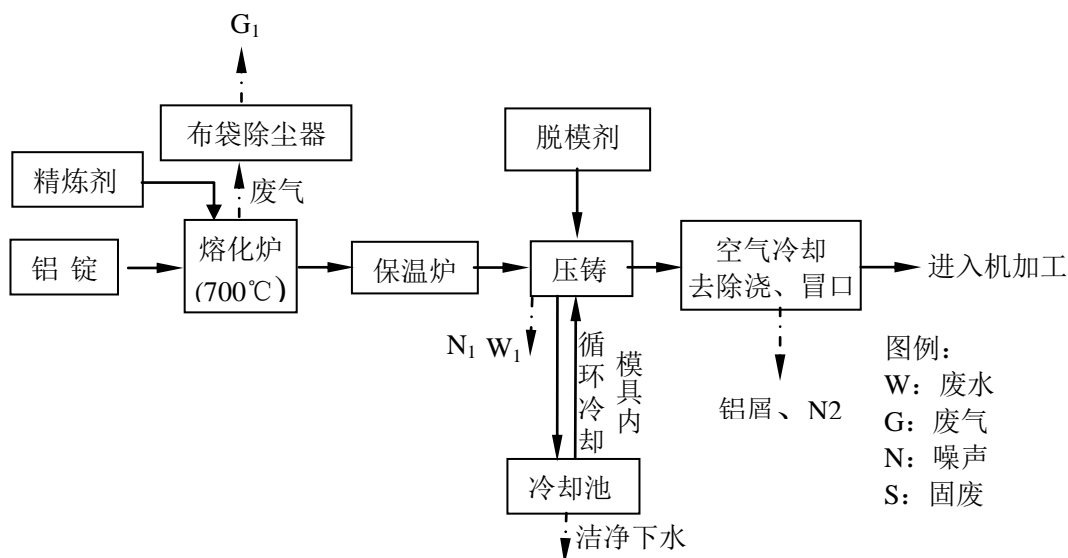 G1
布袋除尘器
脱模剂
精炼剂
废气
铝 锭
熔化炉
(700℃)
保温炉
压铸
空气冷却
去除浇、冒口
进入机加工
N1 W1
循环冷却
模具内
铝屑、N2
冷却池
洁净下水
图例:
W:废水
G:废气
N:噪声
S:固废